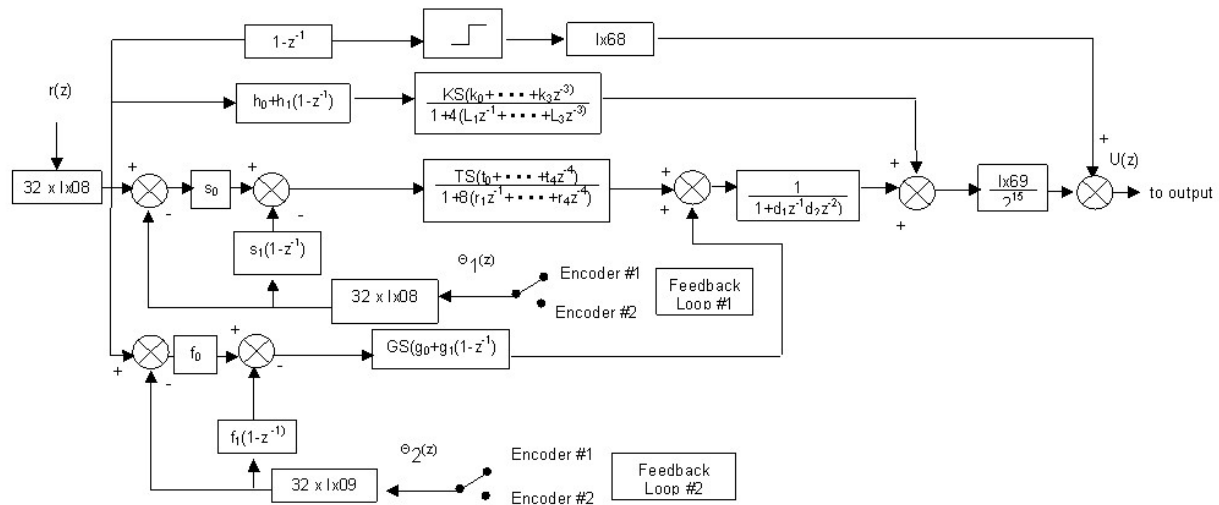 1-z⁻¹
Ix68
r(z)
h₀+h₁(1-z⁻¹)
KS(k₀+ ▪▪▪▪ +k₃z⁻³)
1+4(L₁z⁻¹+ ▪▪▪▪ +L₃z⁻³)
+
U(z)
32 x Ix08
+
-
s₀
+
-
TS(t₀+ ▪▪▪▪ +t₄z⁻⁴)
1+8(r₁z⁻¹+ ▪▪▪▪ +r₄z⁻⁴)
+
+
1
1+d₁z⁻¹d₂z⁻²)
+
+
Ix69
2¹⁵
to output
s₁(1-z⁻¹)
Θ₁(z)
32 x Ix08
Encoder #1
Encoder #2
Feedback
Loop #1
+
-
f₀
+
-
GS(g₀+g₁(1-z⁻¹)
f₁(1-z⁻¹)
Θ₂(z)
32 x Ix09
Encoder #1
Encoder #2
Feedback
Loop #2